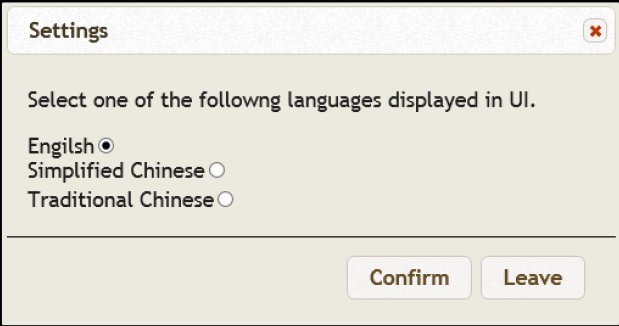 Settings
Select one of the followng languages displayed in UI.
Engilsh
Simplified Chinese
Traditional Chinese
Confirm
Leave